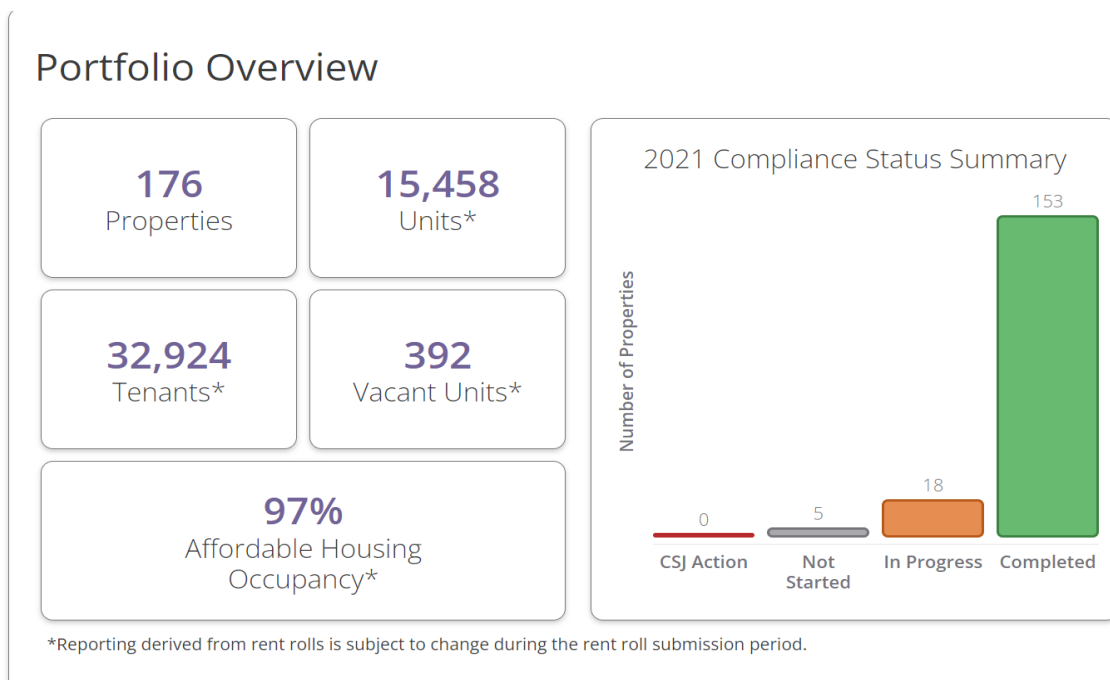 Portfolio Overview
176
Properties
15,458
Units*
32,924
Tenants*
392
Vacant Units*
97%
Affordable Housing
Occupancy*
2021 Compliance Status Summary
Number of Properties
0
5
18
153
CSJ Action
Not
Started
In Progress
Completed
*Reporting derived from rent rolls is subject to change during the rent roll submission period.